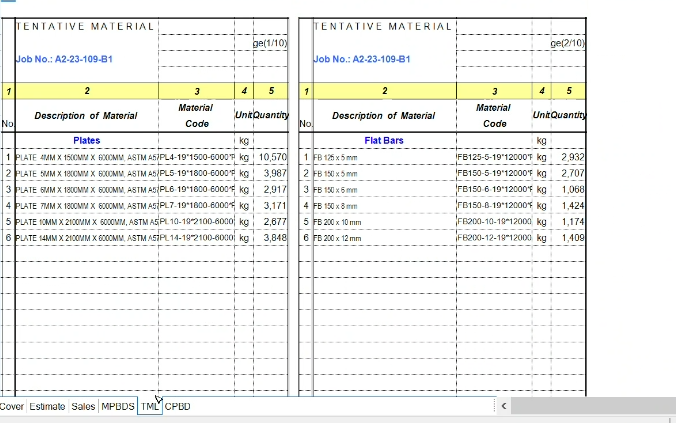 TENTATIVE MATERIAL
ge(1/10)
Job No.: A2-23-109-B1
1 2 3 4 5
No Description of Material Material Code Unit Quantity
Plates kg
1 PLATE 4MM X 1500MM X 6000MM, ASTM A57 PL4-19*1500-6000*F kg 10,570
2 PLATE 5MM X 1800MM X 6000MM, ASTM A57 PL5-19*1800-6000*F kg 3,987
3 PLATE 6MM X 1800MM X 6000MM, ASTM A57 PL6-19*1800-6000*F kg 2,917
4 PLATE 7MM X 1800MM X 6000MM, ASTM A57 PL7-19*1800-6000* kg 3,171
5 PLATE 10MM X 2100MM X 6000MM, ASTM A5 PL10-19*2100-6000 kg 2,677
6 PLATE 14MM X 2100MM X 6000MM, ASTM A57 PL14-19*2100-6000 kg 3,848
TENTATIVE MATERIAL
ge(2/10)
Job No.: A2-23-109-B1
1 2 3 4 5
No. Description of Material Material Code Unit Quantity
Flat Bars kg
1 FB 125 x 5 mm FB125-5-19*12000*F kg 2,932
2 FB 150 x 5 mm FB150-5-19*12000*F kg 2,707
3 FB 150 x 6 mm FB150-6-19*12000*F kg 1,068
4 FB 150 x 8 mm FB150-8-19*12000*F kg 1,424
5 FB 200 x 10 mm FB200-10-19*12000 kg 1,174
6 FB 200 x 12 mm FB200-12-19*12000 kg 1,409
Cover Estimate Sales MPBDS TML CPBD